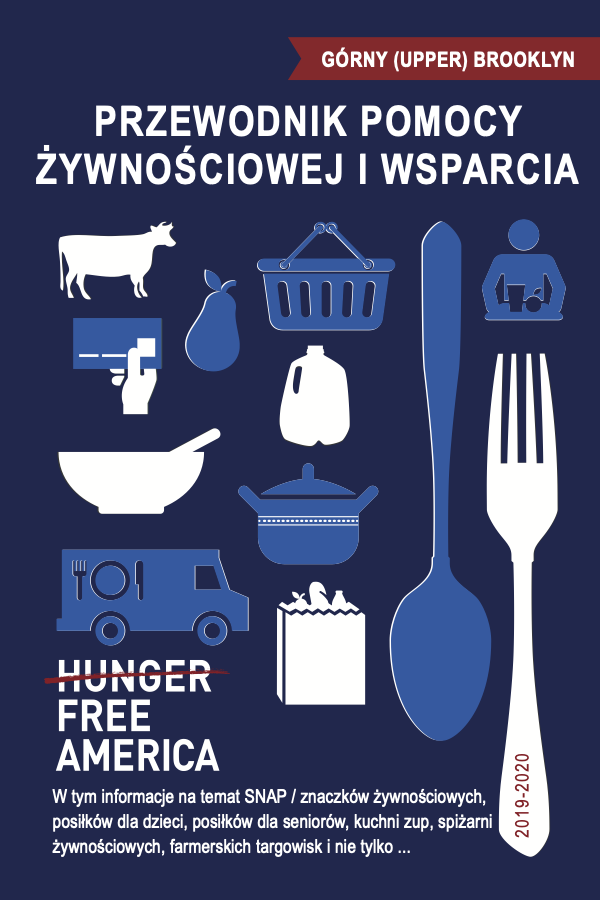 GÓRNY (UPPER) BROOKLYN
PRZEWODNIK POMOCY
ŻYWNOŚCIOWEJ I WSPARCIA
HUNGER
FREE
AMERICA
W tym informacje na temat SNAP / znaczków żywnościowych,
posiłków dla dzieci, posiłków dla seniorów, kuchni zup, spiżarni
żywnościowych, farmerskich targowisk i nie tylko ...
2019-2020